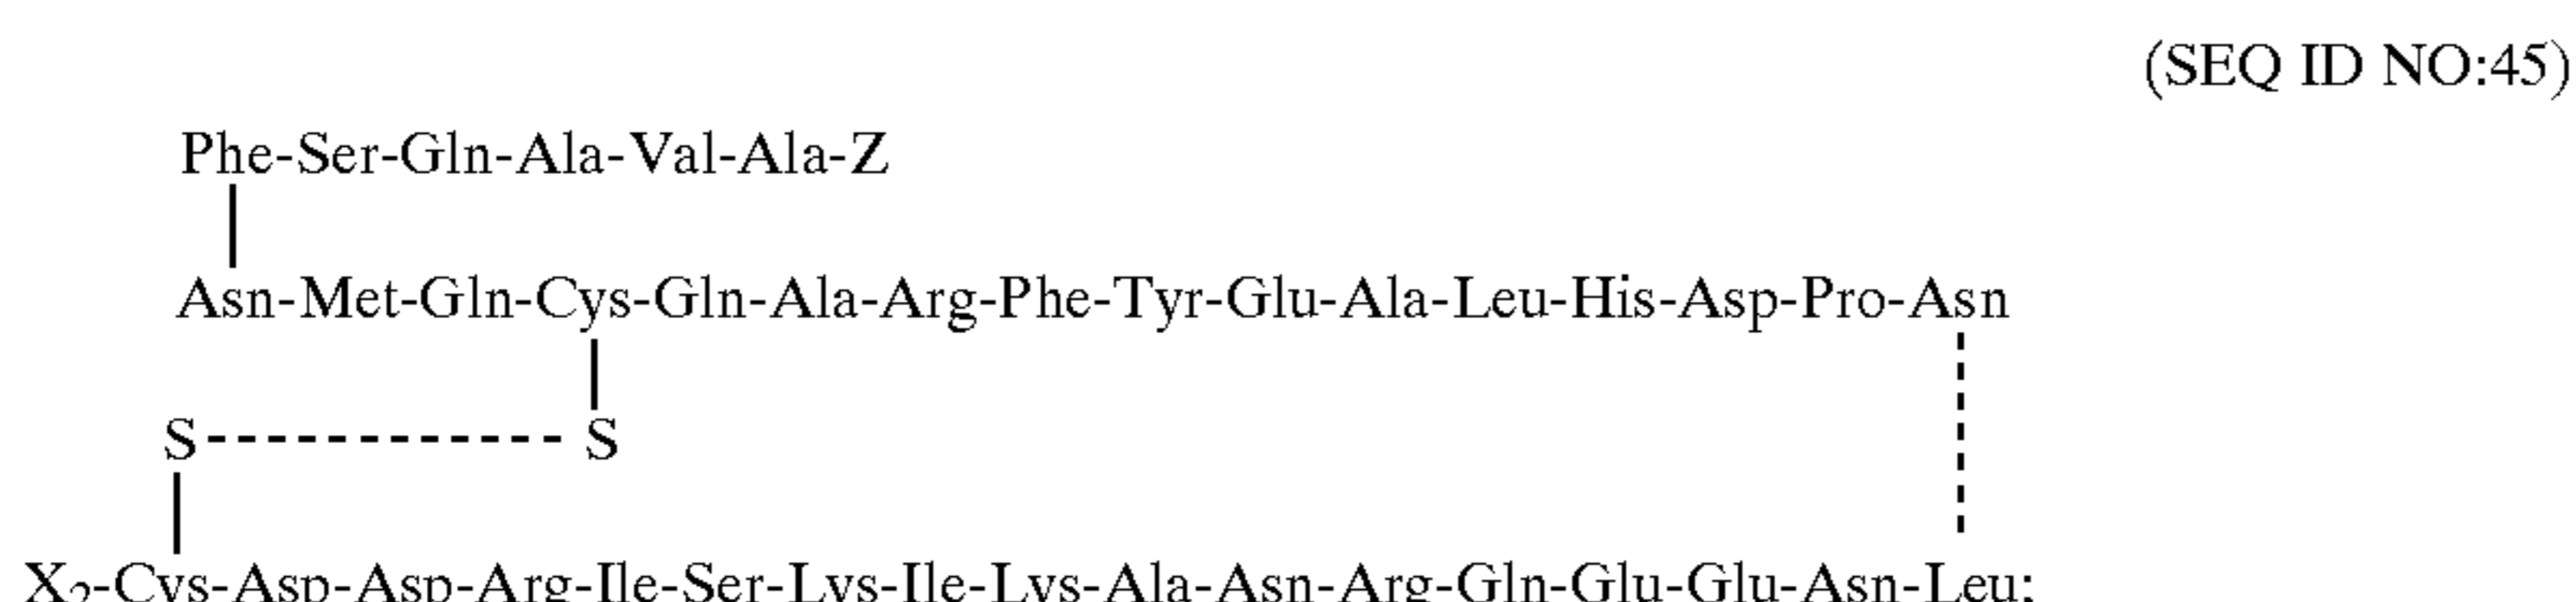 (SEQ ID NO:45)
Phe-Ser-Gln-Ala-Val-Ala-Z
Asn-Met-Gln-Cys-Gln-Ala-Arg-Phe-Tyr-Glu-Ala-Leu-His-Asp-Pro-Asn
S------------S
X₂-Cys-Asp-Asp-Arg-Ile-Ser-Lys-Ile-Lys-Ala-Asn-Arg-Gln-Glu-Glu-Asn-Leu;